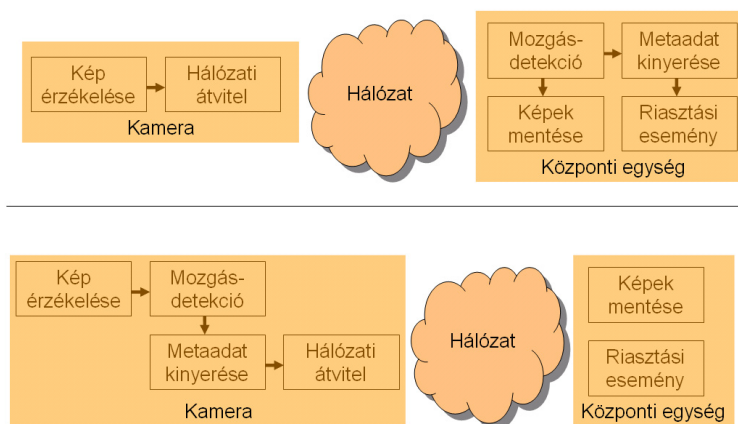 Kép
érzékelése
Hálózati
átvitel
Kamera
Hálózat
Mozgás-
detekció
Metaadat
kinyerése
Képek
mentése
Riasztási
esemény
Központi egység
Kép
érzékelése
Mozgás-
detekció
Metaadat
kinyerése
Hálózati
átvitel
Kamera
Hálózat
Képek
mentése
Riasztási
esemény
Központi egység